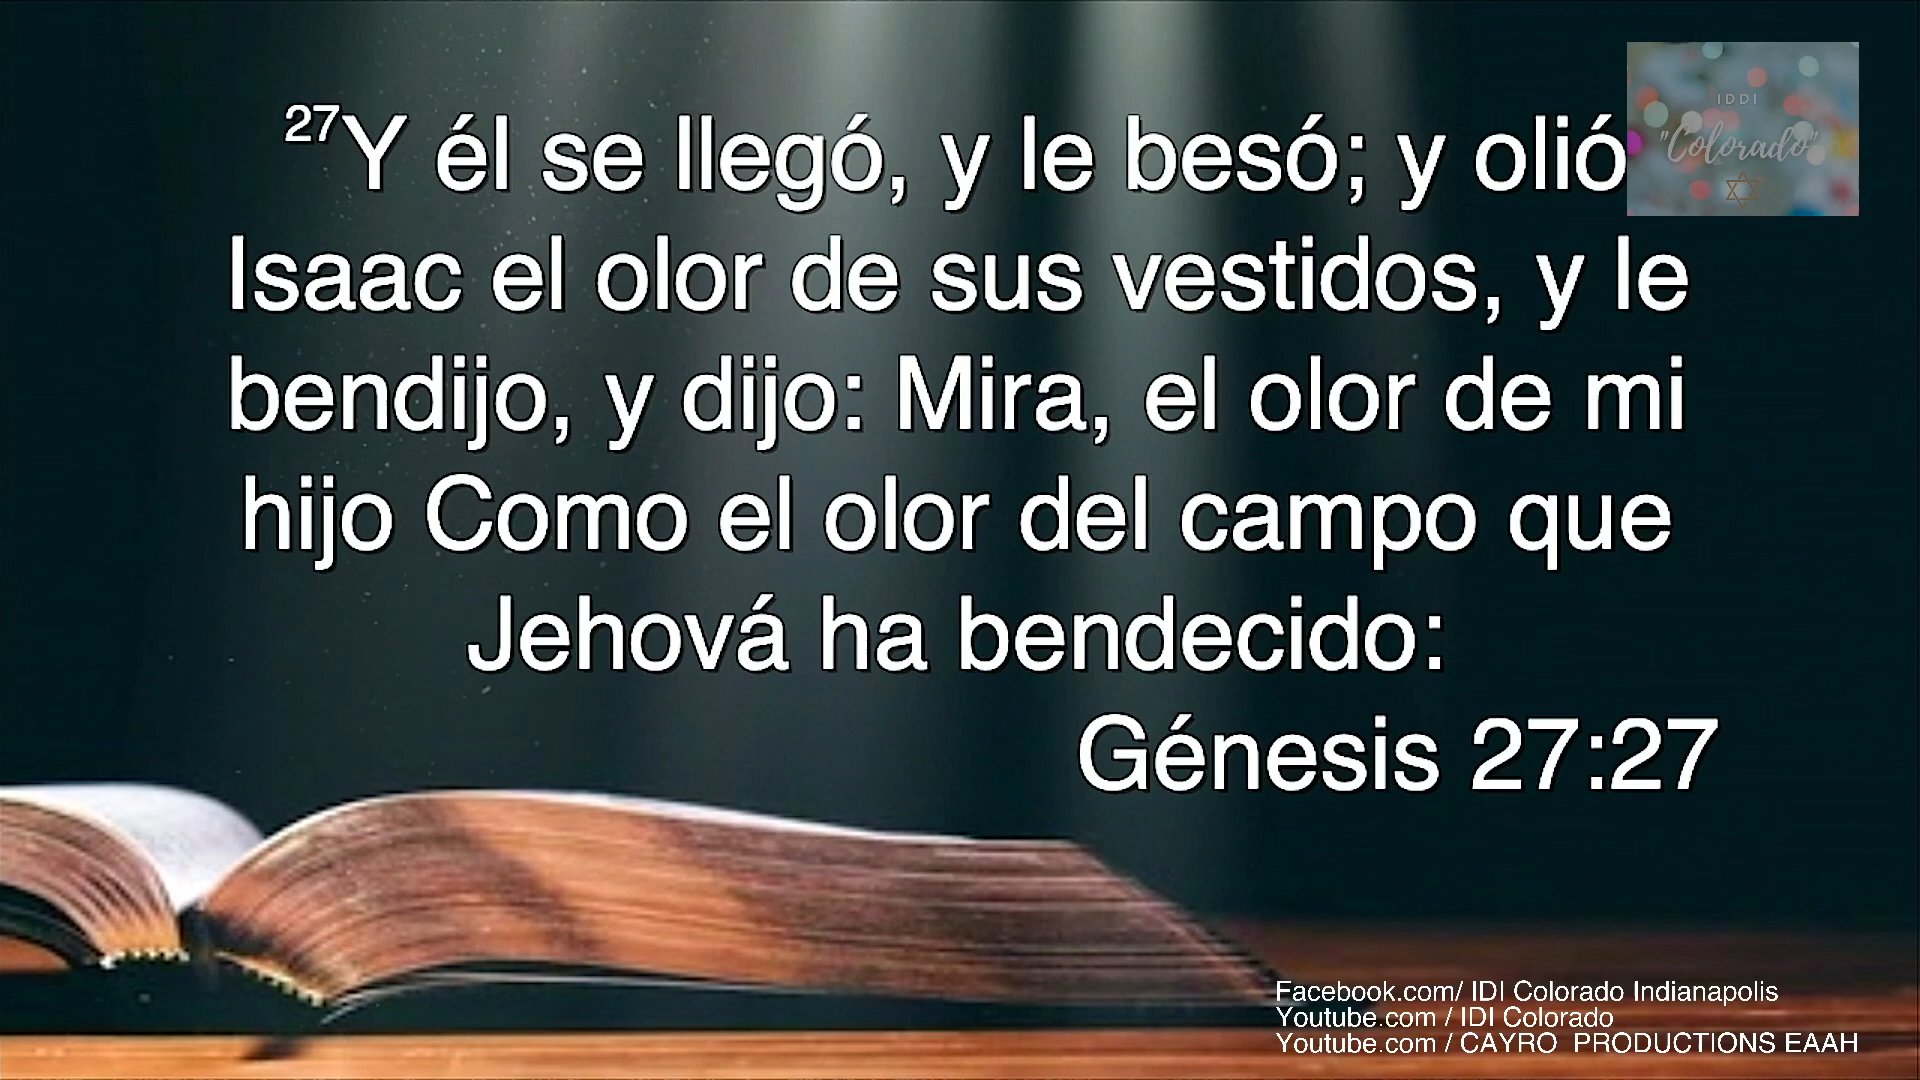 27Y él se llegó, y le besó; y olió
Isaac el olor de sus vestidos, y le
bendijo, y dijo: Mira, el olor de mi
hijo Como el olor del campo que
Jehová ha bendecido:
Génesis 27:27
IDDI
"Colorado"
Facebook.com/ IDI Colorado Indianapolis
Youtube.com / IDI Colorado
Youtube.com / CAYRO PRODUCTIONS EAAH